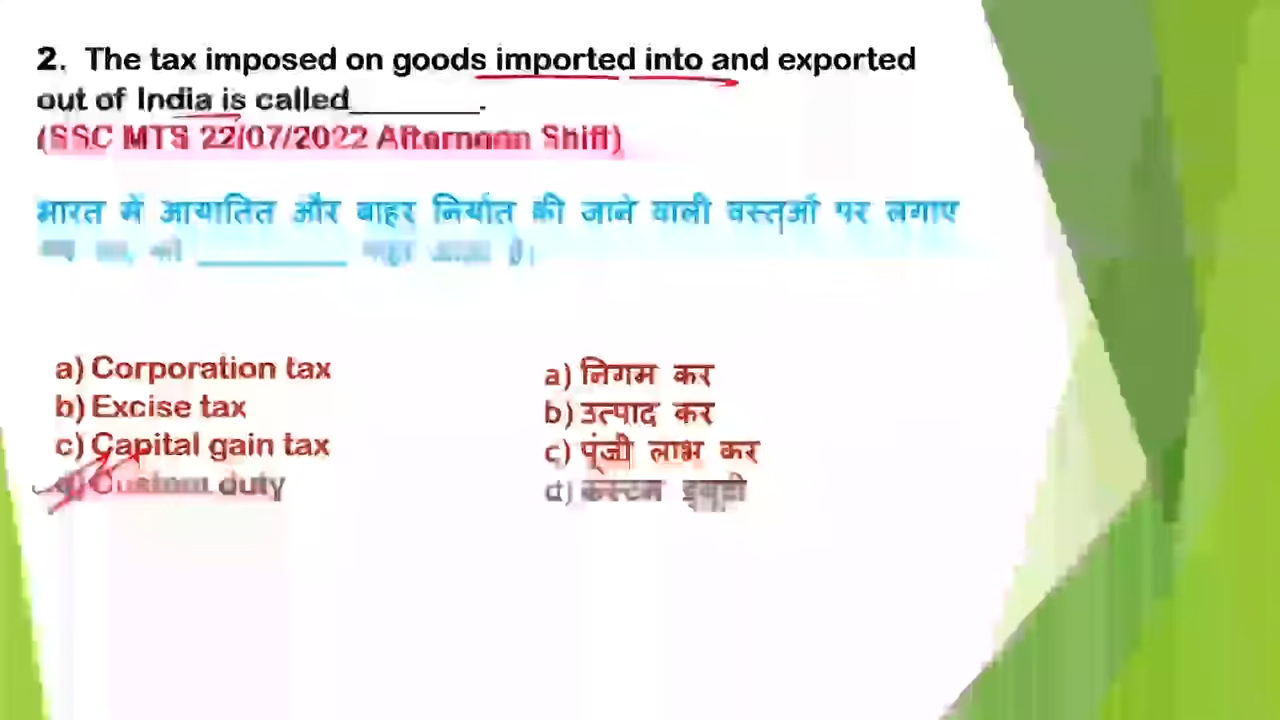 2. The tax imposed on goods imported into and exported
out of India is called________.
(SSC MTS 22/07/2022 Afternoon Shift)
भारत में आयातित और बाहर निर्यात की जाने वाली वस्तुओं पर लगाए
a) Corporation tax
b) Excise tax
c) Capital gain tax
d) Custom duty
a) निगम कर
b) उत्पाद कर
c) पूंजी लाभ कर
d) कस्टम ड्यूटी